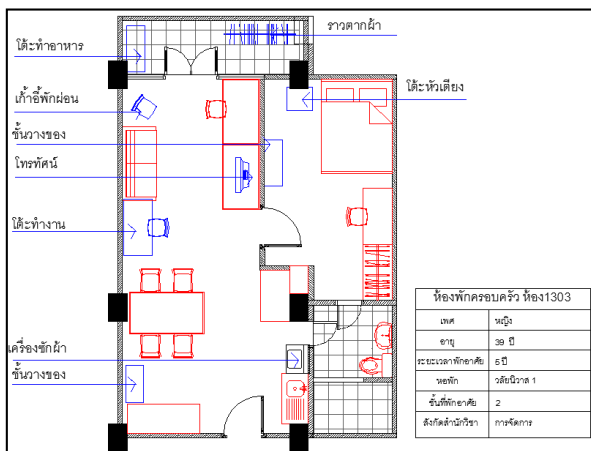 ราวตากผ้า
โต๊ะทำอาหาร
เก้าอี้พักผ่อน
โต๊ะหัวเตียง
ชั้นวางของ
โทรทัศน์
โต๊ะทำงาน
เครื่องซักผ้า
ชั้นวางของ
ห้องพักครอบครัว ห้อง1303
เพศ หญิง
อายุ 39 ปี
ระยะเวลาพักอาศัย 5 ปี
หอพัก วลัยนิวาส 1
ชั้นที่พักอาศัย 2
สังกัดสำนักวิชา การจัดการ